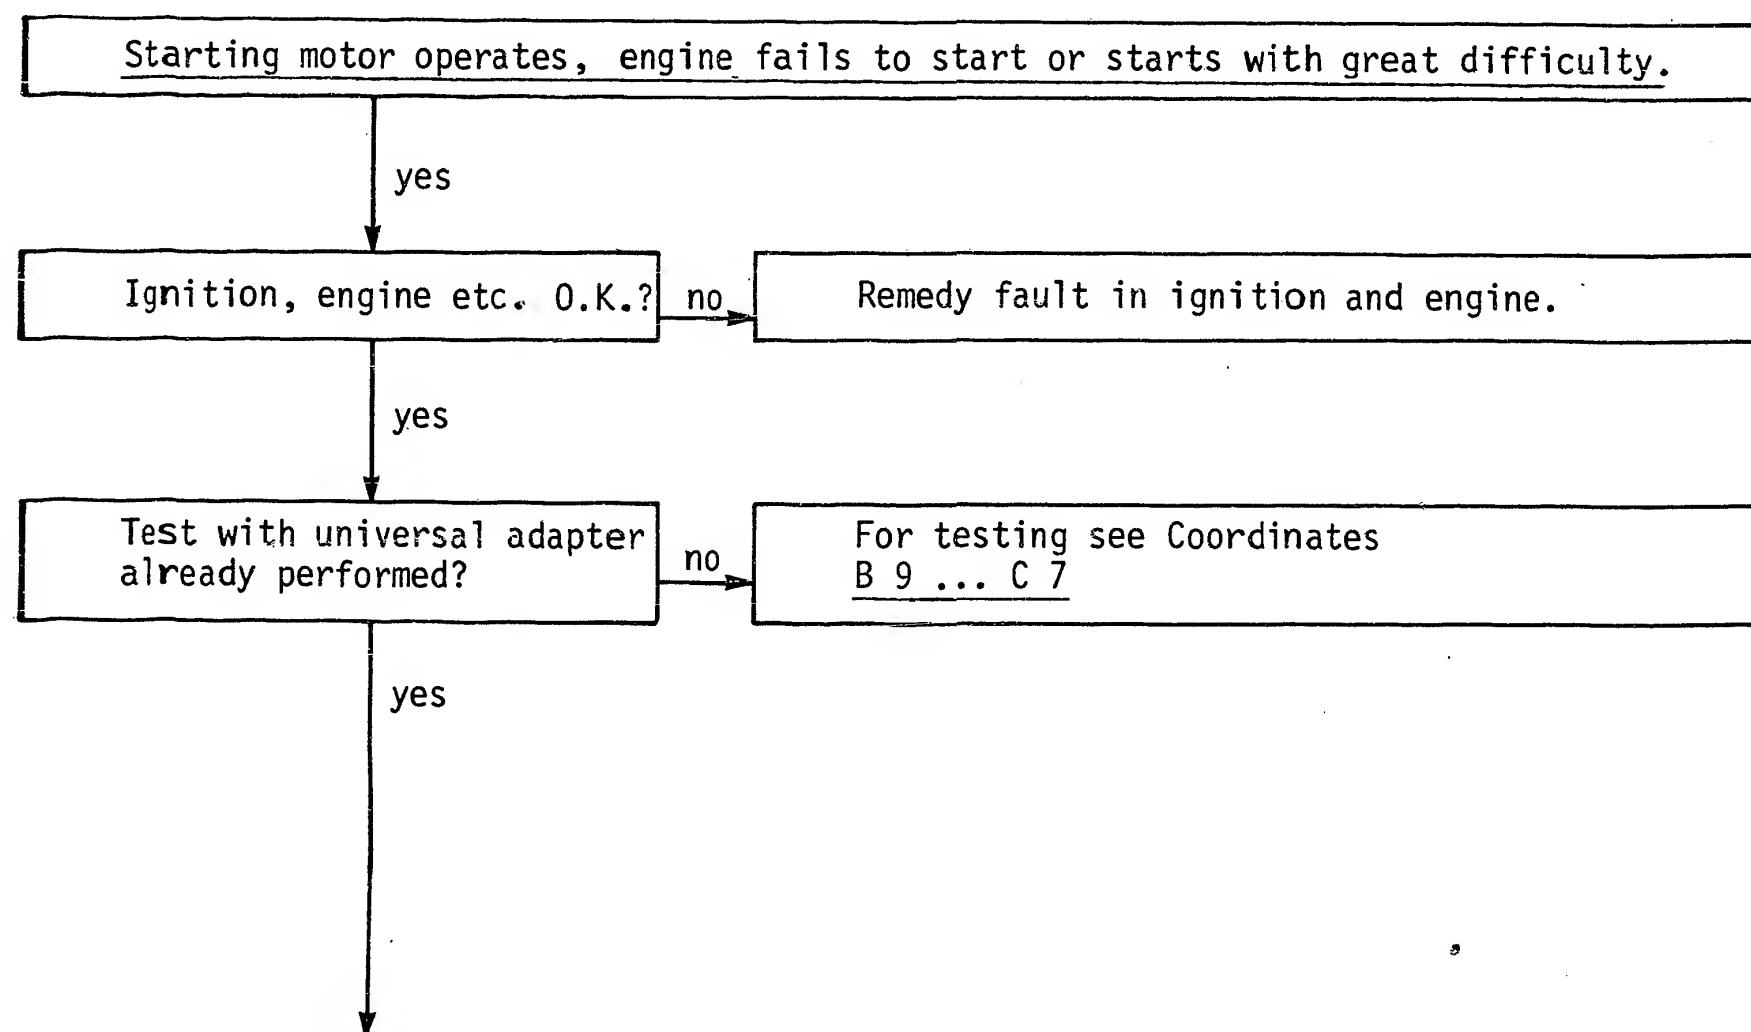 Starting motor operates, engine fails to start or starts with great difficulty.
yes
Ignition, engine etc. O.K.?
no
Remedy fault in ignition and engine.
yes
Test with universal adapter
already performed?
no
For testing see Coordinates
B 9 ... C 7
yes